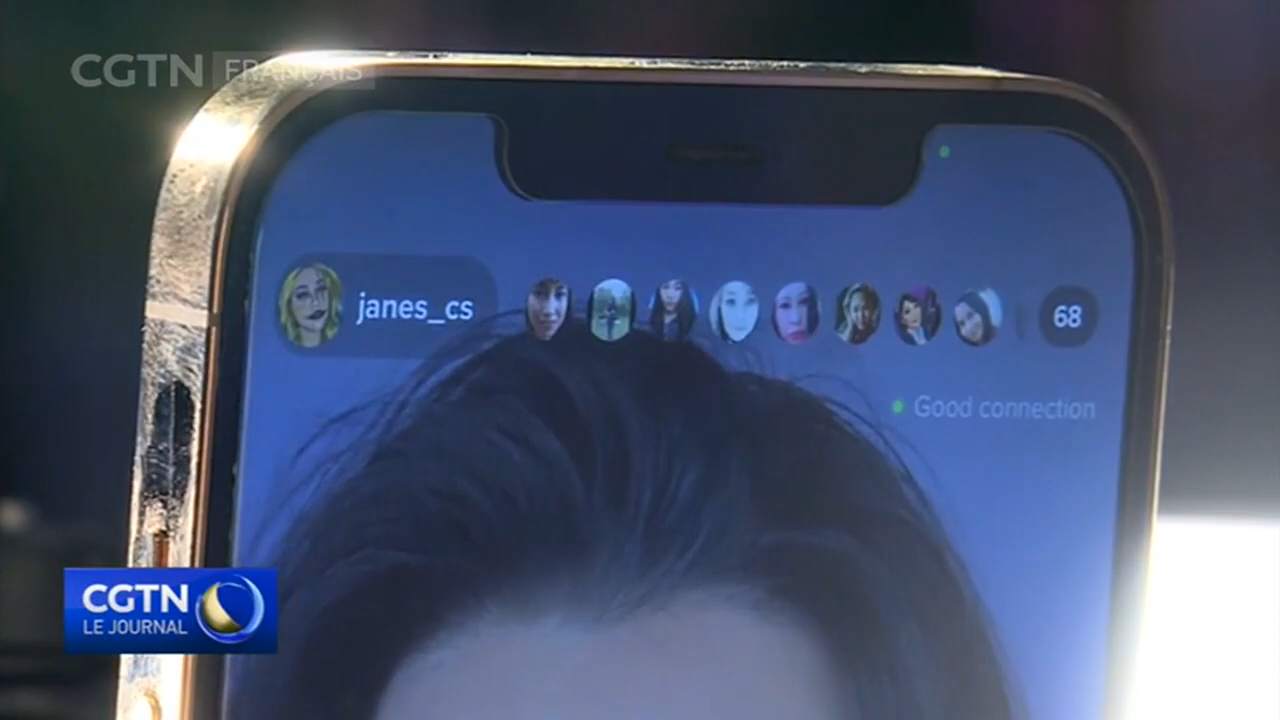 CGTN FRANÇAIS
janes_cs
68
Good connection
CGTN
LE JOURNAL